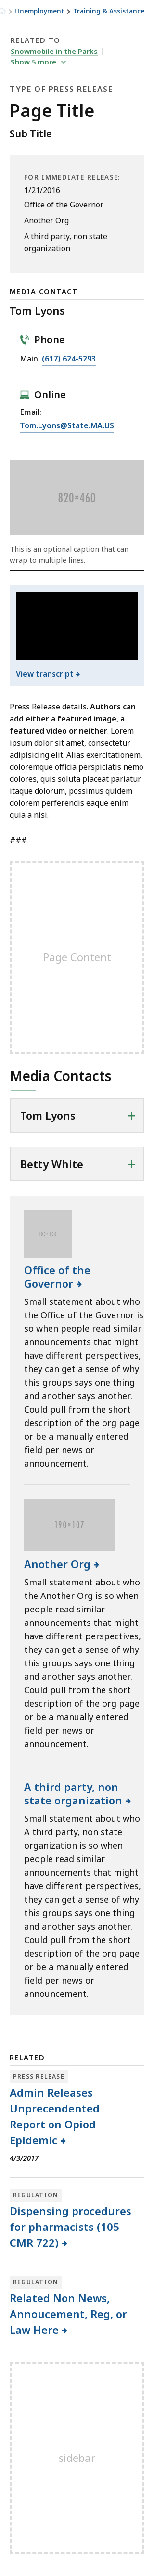 Unemployment > Training & Assistance
RELATED TO
Snowmobile in the Parks
Show 5 more
TYPE OF PRESS RELEASE
Page Title
Sub Title
FOR IMMEDIATE RELEASE:
1/21/2016
Office of the Governor
Another Org
A third party, non state
organization
MEDIA CONTACT
Tom Lyons
Phone
Main: (617) 624-5293
Online
Email:
Tom.Lyons@State.MA.US
820×460
This is an optional caption that can
wrap to multiple lines.
View transcript
Press Release details. Authors can
add either a featured image, a
featured video or neither. Lorem
ipsum dolor sit amet, consectetur
adipisicing elit. Alias exercitationem,
doloremque officia perspiciatis nemo
dolores, quis soluta placeat pariatur
itaque dolorum, possimus quidem
dolorem perferendis eaque enim
quia a nisi.
###
Page Content
Media Contacts
Tom Lyons
Betty White
100×100
Office of the
Governor
Small statement about who
the Office of the Governor is
so when people read similar
announcments that might
have different perspectives,
they can get a sense of why
this groups says one thing
and another says another.
Could pull from the short
description of the org page
or be a manually entered
field per news or
announcement.
190×107
Another Org
Small statement about who
the Another Org is so when
people read similar
announcments that might
have different perspectives,
they can get a sense of why
this groups says one thing
and another says another.
Could pull from the short
description of the org page
or be a manually entered
field per news or
announcement.
A third party, non
state organization
Small statement about who
A third party, non state
organization is so when
people read similar
announcments that might
have different perspectives,
they can get a sense of why
this groups says one thing
and another says another.
Could pull from the short
description of the org page
or be a manually entered
field per news or
announcement.
RELATED
PRESS RELEASE
Admin Releases
Unprecendented
Report on Opiod
Epidemic
4/3/2017
REGULATION
Dispensing procedures
for pharmacists (105
CMR 722)
REGULATION
Related Non News,
Annoucement, Reg, or
Law Here
sidebar